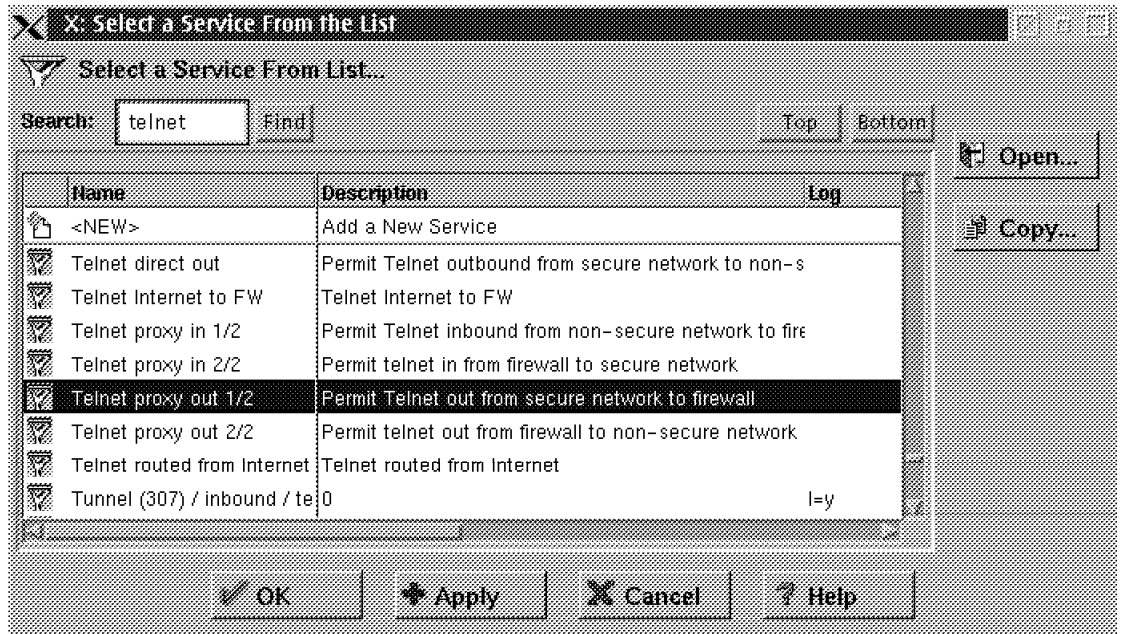 X: Select a Service From the List
Select a Service From List...
Search: telnet Find Top Bottom
Open...
Copy...
Name Description Log
<NEW> Add a New Service
Telnet direct out Permit Telnet outbound from secure network to non-s
Telnet Internet to FW Telnet Internet to FW
Telnet proxy in 1/2 Permit Telnet inbound from non-secure network to fire
Telnet proxy in 2/2 Permit telnet in from firewall to secure network
Telnet proxy out 1/2 Permit Telnet out from secure network to firewall
Telnet proxy out 2/2 Permit telnet out from firewall to non-secure network
Telnet routed from Internet Telnet routed from Internet
Tunnel (307) / inbound / te 0 l=y
OK Apply Cancel Help